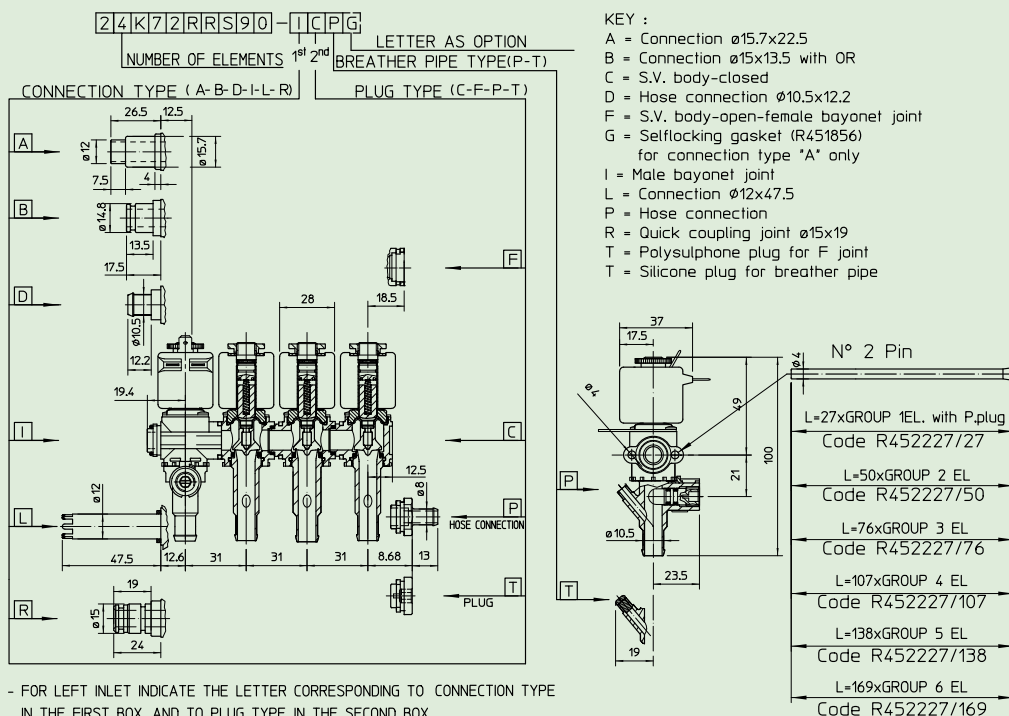 24K72RRS90-ICPG
LETTER AS OPTION
NUMBER OF ELEMENTS 1st 2nd BREATHER PIPE TYPE(P-T)
CONNECTION TYPE (A-B-D-I-L-R) PLUG TYPE (C-F-P-T)
KEY :
A = Connection ø15.7x22.5
B = Connection ø15x13.5 with OR
C = S.V. body-closed
D = Hose connection Ø10.5x12.2
F = S.V. body-open-female bayonet joint
G = Selflocking gasket (R451856)
for connection type "A" only
I = Male bayonet joint
L = Connection Ø12x47.5
P = Hose connection
R = Quick coupling joint ø15x19
T = Polysulphone plug for F joint
T = Silicone plug for breather pipe
26.5 12.5
A
ø12
ø15.7
7.5
4
B
ø14.8
13.5
17.5
F
18.5
D
ø10.5
12.2
28
19.4
I
C
12.5
ø8
P
HOSE CONNECTION
L
ø12
47.5 12.6 31 31 31 8.68 13
T
PLUG
R
19
ø15
24
37
17.5
ø4
49
100
21
P
ø10.5
23.5
T
19
N° 2 Pin
ø4
L=27xGROUP 1EL. with P.plug
Code R452227/27
L=50xGROUP 2 EL
Code R452227/50
L=76xGROUP 3 EL
Code R452227/76
L=107xGROUP 4 EL
Code R452227/107
L=138xGROUP 5 EL
Code R452227/138
L=169xGROUP 6 EL
Code R452227/169
- FOR LEFT INLET INDICATE THE LETTER CORRESPONDING TO CONNECTION TYPE
IN THE FIRST BOX AND TO PLUG TYPE IN THE SECOND BOX